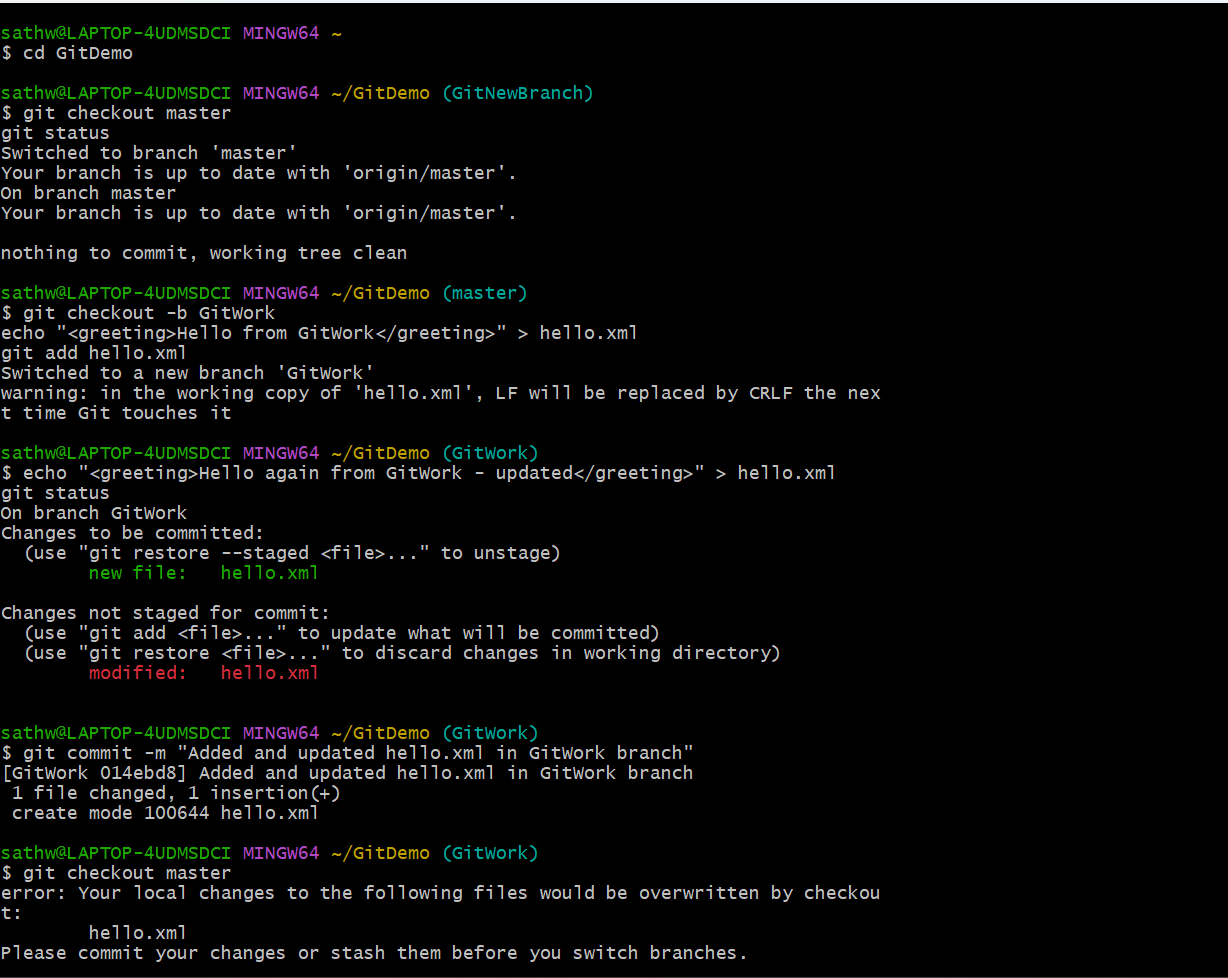 sathw@LAPTOP-4UDMSDCI MINGW64 ~
$ cd GitDemo
sathw@LAPTOP-4UDMSDCI MINGW64 ~/GitDemo (GitNewBranch)
$ git checkout master
git status
Switched to branch 'master'
Your branch is up to date with 'origin/master'.
On branch master
Your branch is up to date with 'origin/master'.
nothing to commit, working tree clean
sathw@LAPTOP-4UDMSDCI MINGW64 ~/GitDemo (master)
$ git checkout -b GitWork
echo "<greeting>Hello from GitWork</greeting>" > hello.xml
git add hello.xml
Switched to a new branch 'GitWork'
warning: in the working copy of 'hello.xml', LF will be replaced by CRLF the nex
t time Git touches it
sathw@LAPTOP-4UDMSDCI MINGW64 ~/GitDemo (GitWork)
$ echo "<greeting>Hello again from GitWork - updated</greeting>" > hello.xml
git status
On branch GitWork
Changes to be committed:
  (use "git restore --staged <file>..." to unstage)
        new file:   hello.xml
Changes not staged for commit:
  (use "git add <file>..." to update what will be committed)
  (use "git restore <file>..." to discard changes in working directory)
        modified:   hello.xml
sathw@LAPTOP-4UDMSDCI MINGW64 ~/GitDemo (GitWork)
$ git commit -m "Added and updated hello.xml in GitWork branch"
[GitWork 014ebd8] Added and updated hello.xml in GitWork branch
 1 file changed, 1 insertion(+)
 create mode 100644 hello.xml
sathw@LAPTOP-4UDMSDCI MINGW64 ~/GitDemo (GitWork)
$ git checkout master
error: Your local changes to the following files would be overwritten by checkou
t:
        hello.xml
Please commit your changes or stash them before you switch branches.